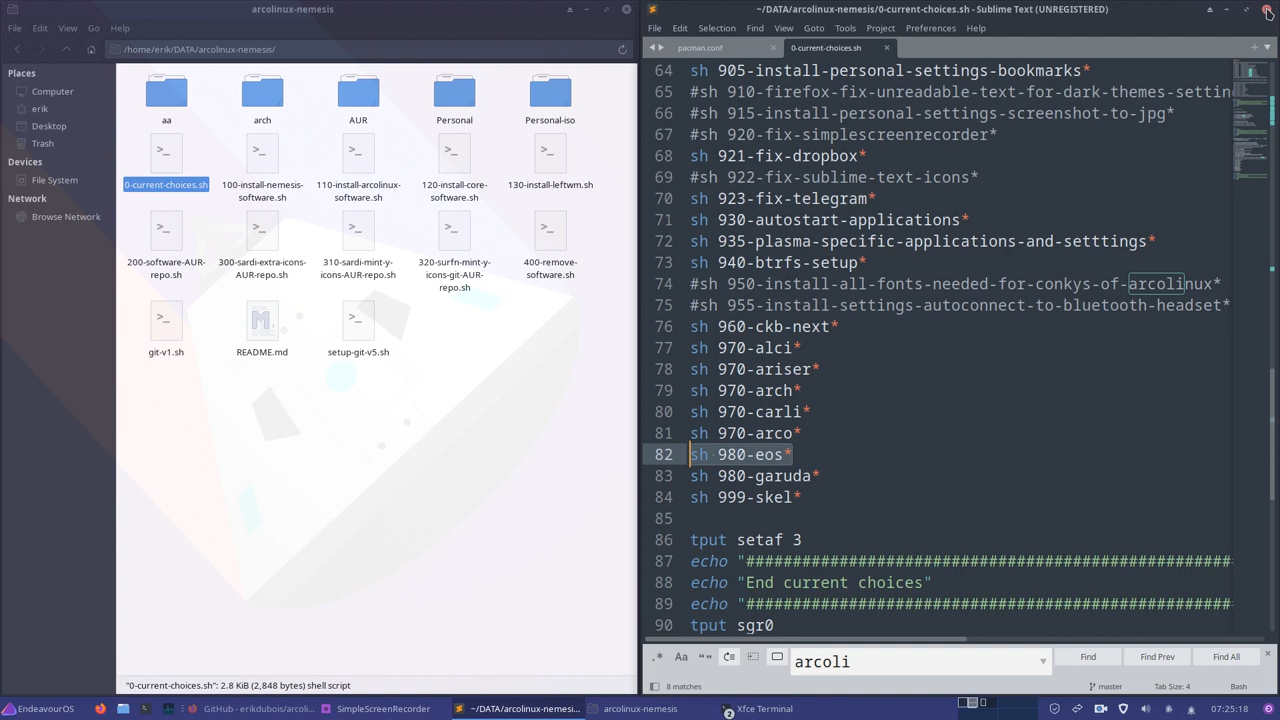 arcolinux-nemesis
File Edit View Go Help
/home/erik/DATA/arcolinux-nemesis/
Places
Computer
erik
Desktop
Trash
Devices
File System
Network
Browse Network
aa
arch
AUR
Personal
Personal-iso
0-current-choices.sh
100-install-nemesis-
software.sh
110-install-arcolinux-
software.sh
120-install-core-
software.sh
130-install-leftwm.sh
200-software-AUR-
repo.sh
300-sardi-extra-icons-
AUR-repo.sh
310-sardi-mint-y-
icons-AUR-repo.sh
320-surfn-mint-y-
icons-git-AUR-
repo.sh
400-remove-
software.sh
git-v1.sh
README.md
setup-git-v5.sh
"0-current-choices.sh": 2.8 KiB (2,848 bytes) shell script
~/DATA/arcolinux-nemesis/0-current-choices.sh - Sublime Text (UNREGISTERED)
File Edit Selection Find View Goto Tools Project Preferences Help
pacman.conf
0-current-choices.sh
64 sh 905-install-personal-settings-bookmarks*
65 #sh 910-firefox-fix-unreadable-text-for-dark-themes-setting
66 #sh 915-install-personal-settings-screenshot-to-jpg*
67 #sh 920-fix-simplescreenrecorder*
68 sh 921-fix-dropbox*
69 #sh 922-fix-sublime-text-icons*
70 sh 923-fix-telegram*
71 sh 930-autostart-applications*
72 sh 935-plasma-specific-applications-and-setttings*
73 sh 940-btrfs-setup*
74 #sh 950-install-all-fonts-needed-for-conkys-of-arcolinux*
75 #sh 955-install-settings-autoconnect-to-bluetooth-headset*
76 sh 960-ckb-next*
77 sh 970-alci*
78 sh 970-ariser*
79 sh 970-arch*
80 sh 970-carli*
81 sh 970-arco*
82 sh 980-eos*
83 sh 980-garuda*
84 sh 999-skel*
85
86 tput setaf 3
87 echo "####################################################
88 echo "End current choices"
89 echo "####################################################
90 tput sgr0
.* Aa "" arcoli Find Find Prev Find All
8 matches
master Tab Size: 4 Bash
EndeavourOS
GitHub - erikdubois/arcoli...
SimpleScreenRecorder
~/DATA/arcolinux-nemesi...
arcolinux-nemesis
2 Xfce Terminal
07:25:18